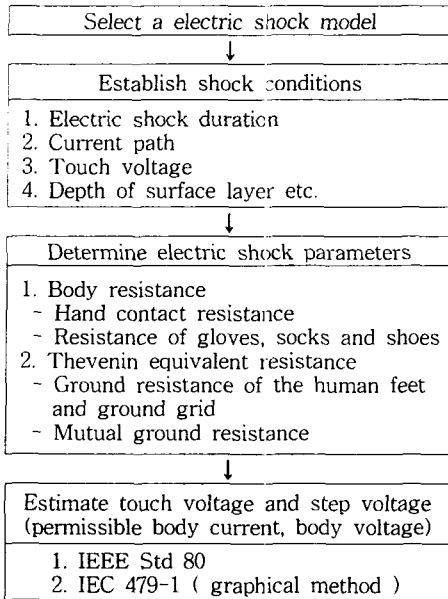 Select a electric shock model
↓
Establish shock conditions
1. Electric shock duration
2. Current path
3. Touch voltage
4. Depth of surface layer etc.
↓
Determine electric shock parameters
1. Body resistance
- Hand contact resistance
- Resistance of gloves, socks and shoes
2. Thevenin equivalent resistance
- Ground resistance of the human feet
and ground grid
- Mutual ground resistance
↓
Estimate touch voltage and step voltage
(permissible body current, body voltage)
1. IEEE Std 80
2. IEC 479-1 ( graphical method )